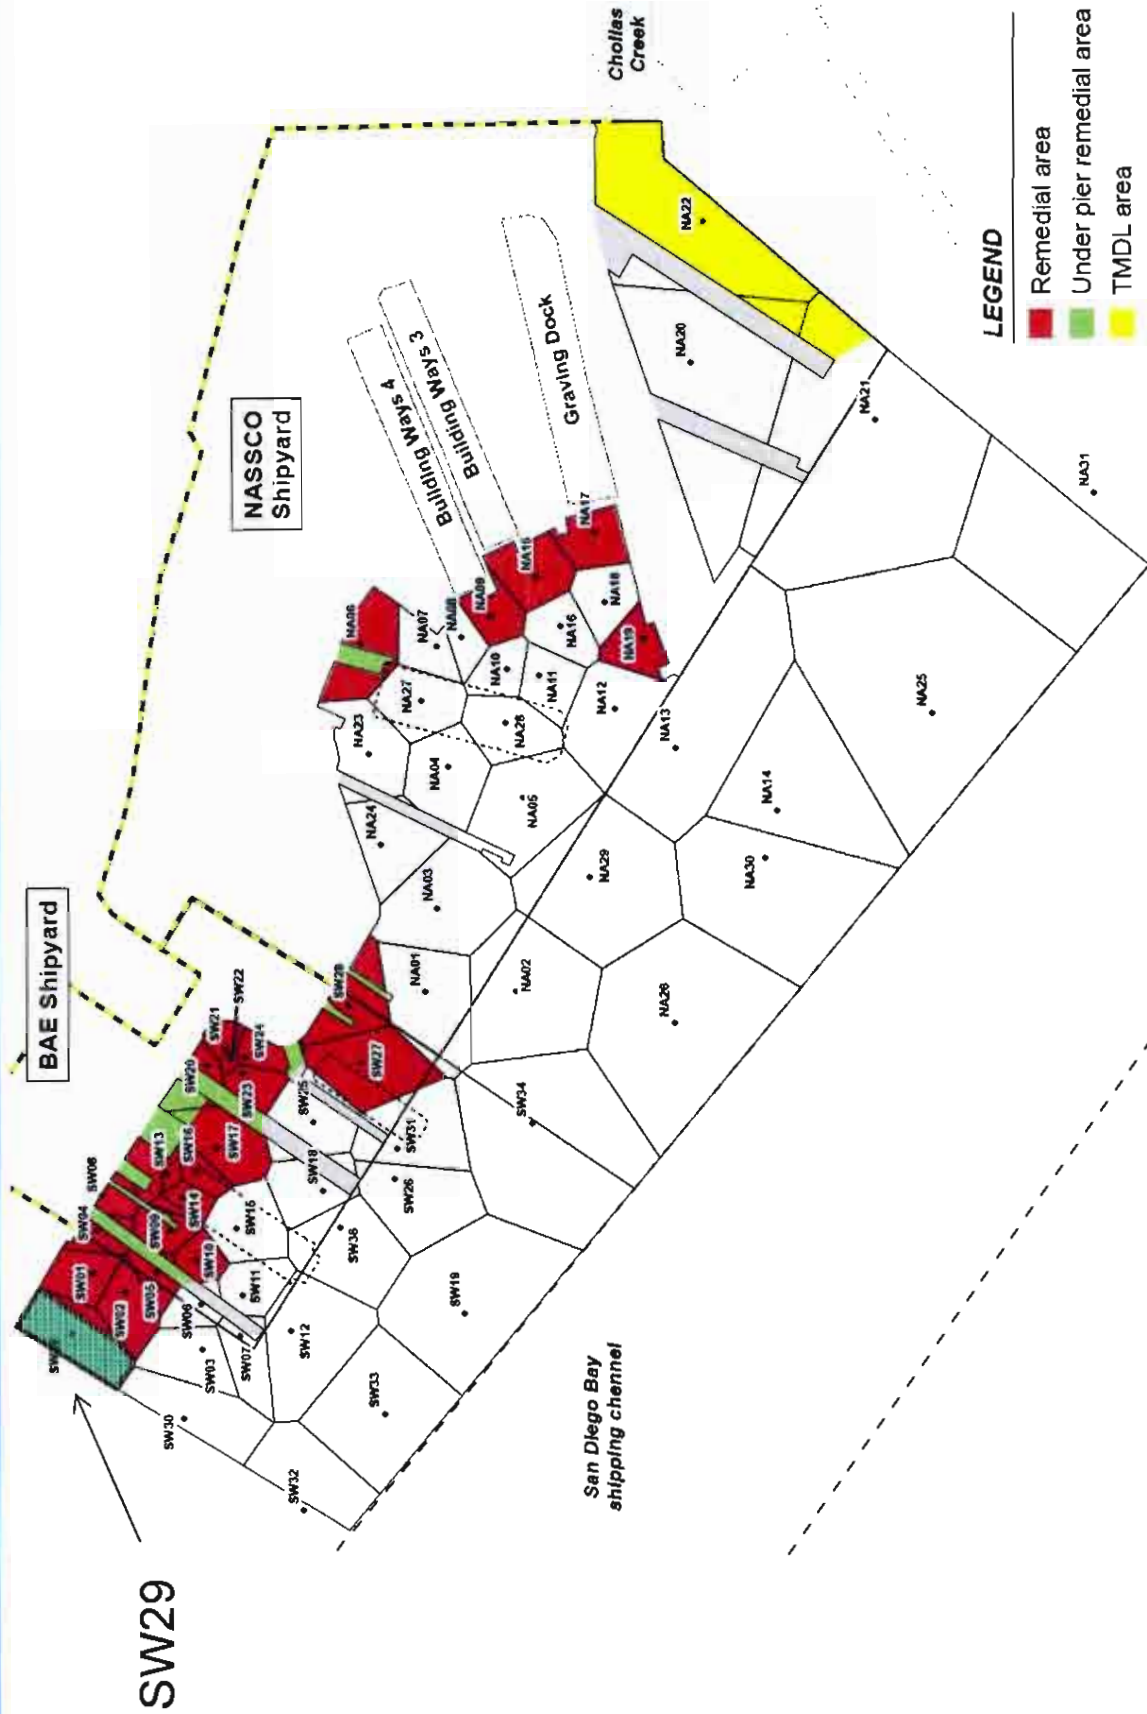 SW29
BAE Shipyard
NASSCO
Shipyard
Chollas
Creek
Building Ways 4
Building Ways 3
Graving Dock
San Diego Bay
shipping channel
SW01
SW02
SW03
SW04
SW05
SW06
SW07
SW08
SW09
SW10
SW11
SW12
SW13
SW14
SW15
SW16
SW17
SW18
SW19
SW20
SW21
SW22
SW23
SW24
SW25
SW26
SW27
SW28
SW30
SW31
SW32
SW33
SW34
SW36
NA01
NA02
NA03
NA04
NA05
NA06
NA07
NA08
NA09
NA10
NA11
NA12
NA13
NA14
NA15
NA16
NA17
NA18
NA19
NA20
NA21
NA22
NA23
NA24
NA25
NA26
NA27
NA28
NA29
NA30
NA31
LEGEND
Remedial area
Under pier remedial area
TMDL area